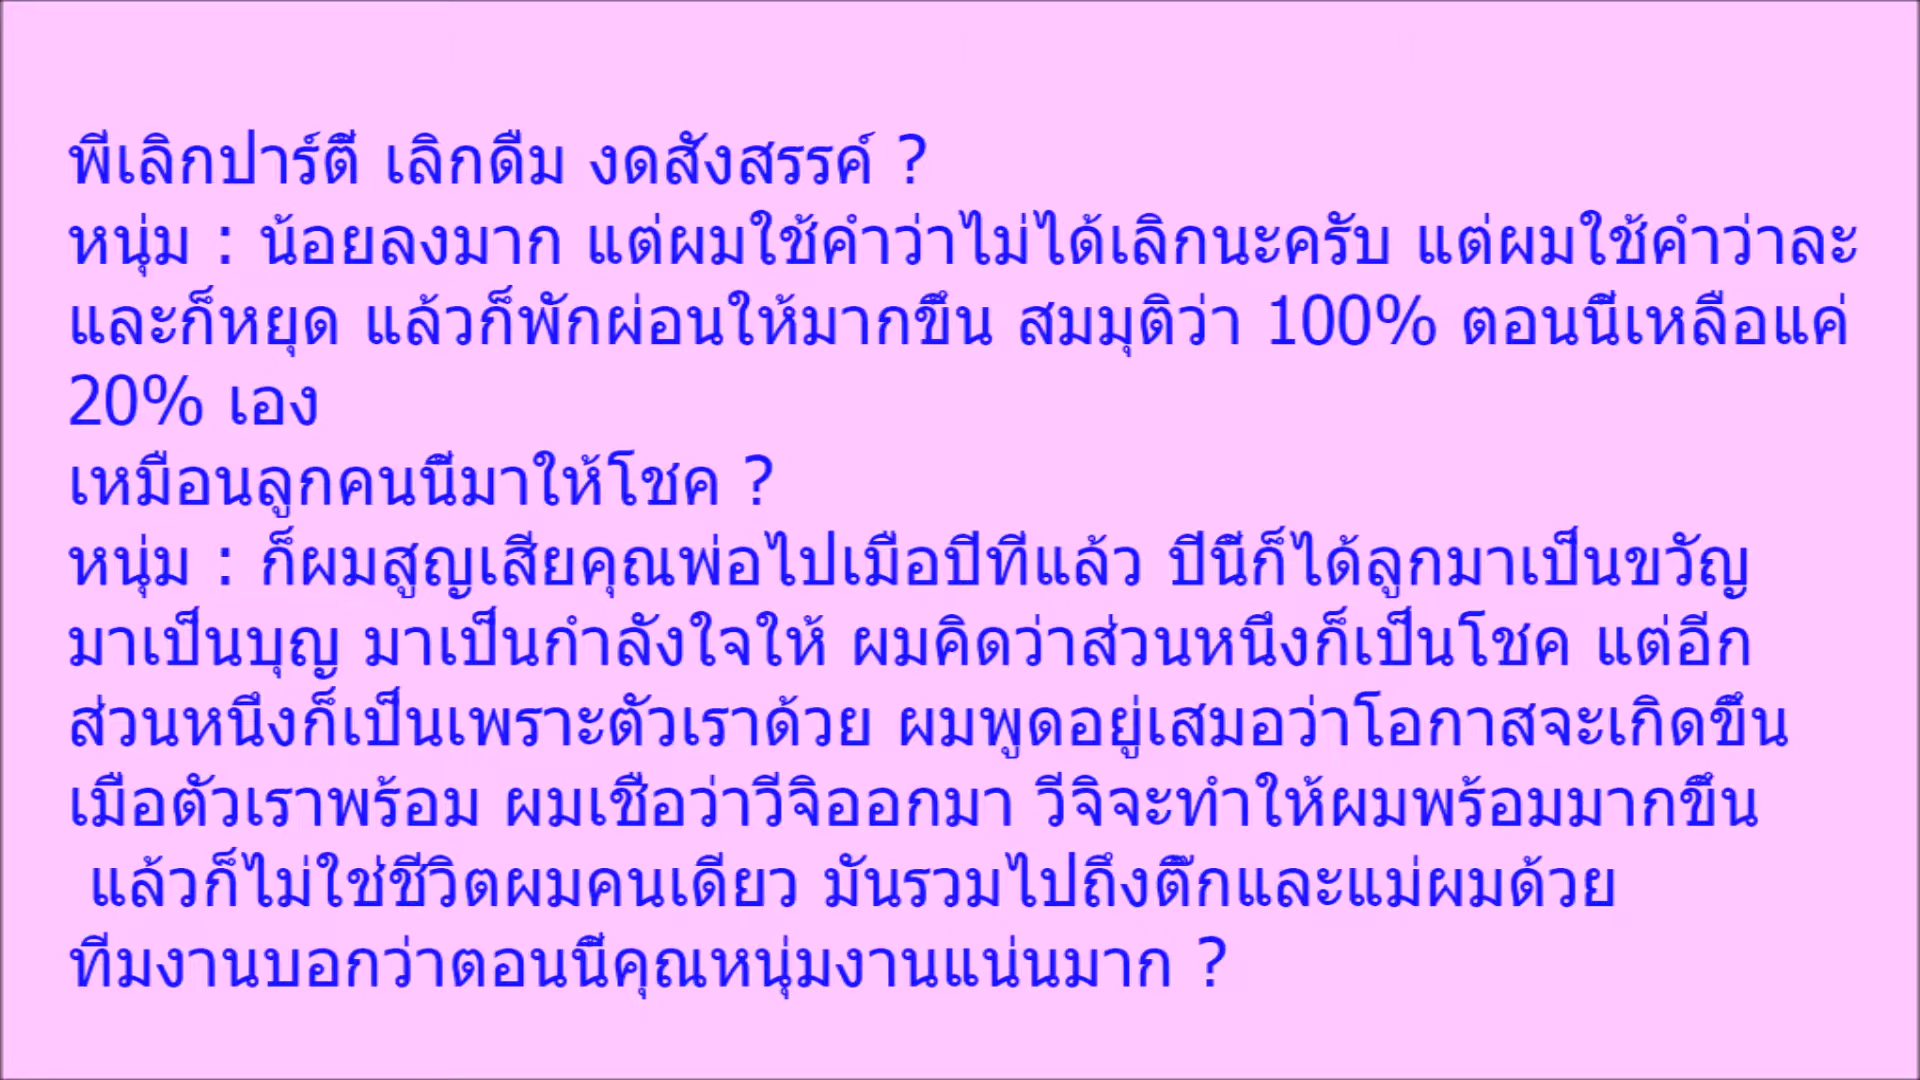 พี่เลิกปาร์ตี้ เลิกดื่ม งดสังสรรค์ ?
หนุ่ม : น้อยลงมาก แต่ผมใช้คำว่าไม่ได้เลิกนะครับ แต่ผมใช้คำว่าละ
และก็หยุด แล้วก็พักผ่อนให้มากขึ้น สมมุติว่า 100% ตอนนี้เหลือแค่
20% เอง
เหมือนลูกคนนี้มาให้โชค ?
หนุ่ม : ก็ผมสูญเสียคุณพ่อไปเมื่อปีที่แล้ว ปีนี้ก็ได้ลูกมาเป็นขวัญ
มาเป็นบุญ มาเป็นกำลังใจให้ ผมคิดว่าส่วนหนึ่งก็เป็นโชค แต่อีก
ส่วนหนึ่งก็เป็นเพราะตัวเราด้วย ผมพูดอยู่เสมอว่าโอกาสจะเกิดขึ้น
เมื่อตัวเราพร้อม ผมเชื่อว่าวีจิออกมา วีจิจะทำให้ผมพร้อมมากขึ้น
แล้วก็ไม่ใช่ชีวิตผมคนเดียว มันรวมไปถึงติ๊กและแม่ผมด้วย
ทีมงานบอกว่าตอนนี้คุณหนุ่มงานแน่นมาก ?